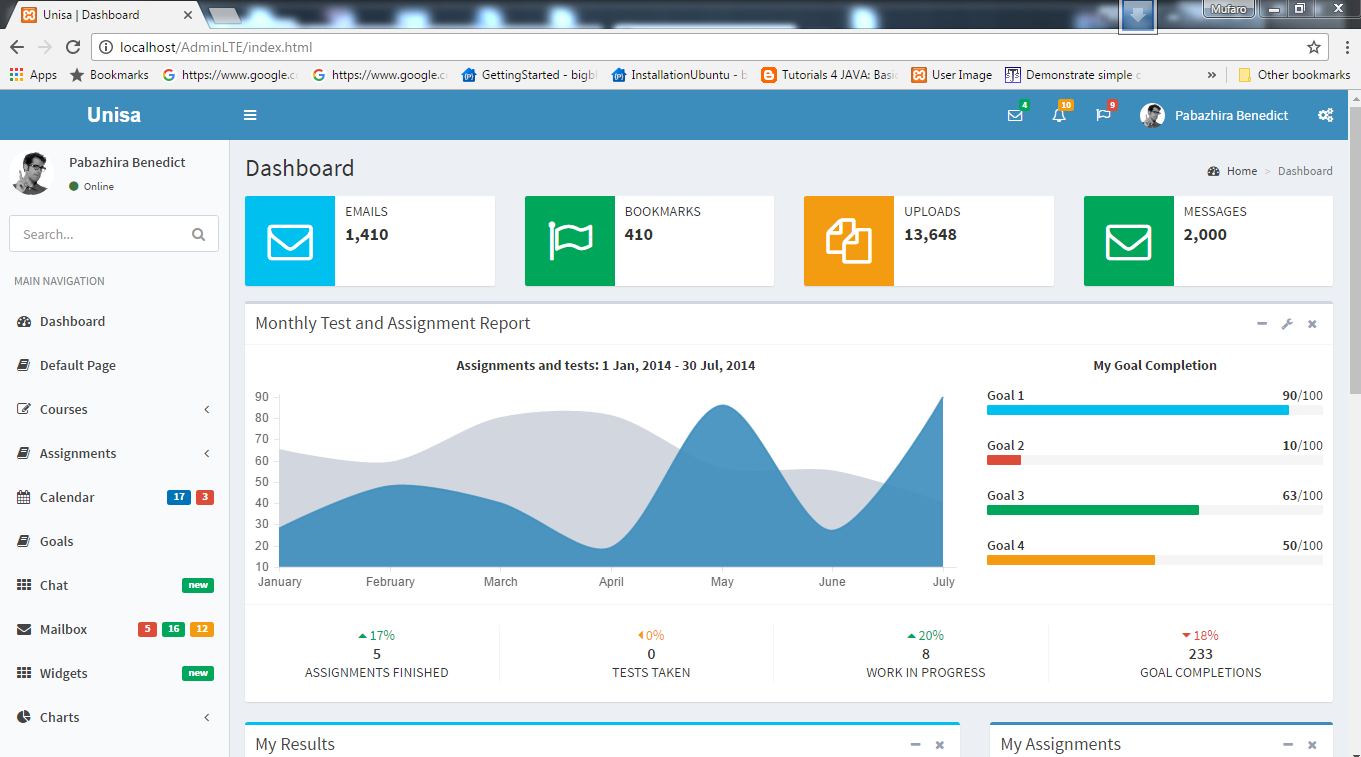 Unisa | Dashboard
Mufaro
localhost/AdminLTE/index.html
Apps Bookmarks https://www.google.c https://www.google.c GettingStarted - bigb InstallationUbuntu - b Tutorials 4 JAVA: Basi User Image Demonstrate simple c » Other bookmarks
Unisa
4 10 9 Pabazhira Benedict
Pabazhira Benedict
Online
Search...
MAIN NAVIGATION
Dashboard
Default Page
Courses
Assignments
Calendar 17 3
Goals
Chat new
Mailbox 5 16 12
Widgets new
Charts
Dashboard
Home > Dashboard
EMAILS
1,410
BOOKMARKS
410
UPLOADS
13,648
MESSAGES
2,000
Monthly Test and Assignment Report
Assignments and tests: 1 Jan, 2014 - 30 Jul, 2014
90
80
70
60
50
40
30
20
10
January February March April May June July
My Goal Completion
Goal 1 90/100
Goal 2 10/100
Goal 3 63/100
Goal 4 50/100
17%
5
ASSIGNMENTS FINISHED
0%
0
TESTS TAKEN
20%
8
WORK IN PROGRESS
18%
233
GOAL COMPLETIONS
My Results
My Assignments